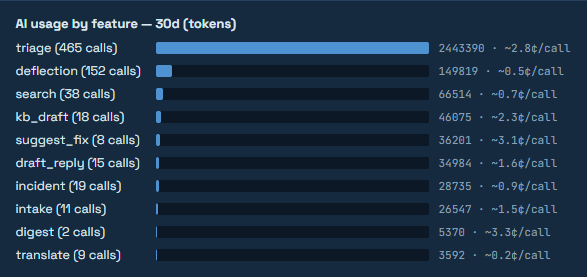 AI usage by feature — 30d (tokens)
triage (465 calls) 2443390 · ~2.8¢/call
deflection (152 calls) 149819 · ~0.5¢/call
search (38 calls) 66514 · ~0.7¢/call
kb_draft (18 calls) 46075 · ~2.3¢/call
suggest_fix (8 calls) 36201 · ~3.1¢/call
draft_reply (15 calls) 34984 · ~1.6¢/call
incident (19 calls) 28735 · ~0.9¢/call
intake (11 calls) 26547 · ~1.5¢/call
digest (2 calls) 5370 · ~3.3¢/call
translate (9 calls) 3592 · ~0.2¢/call